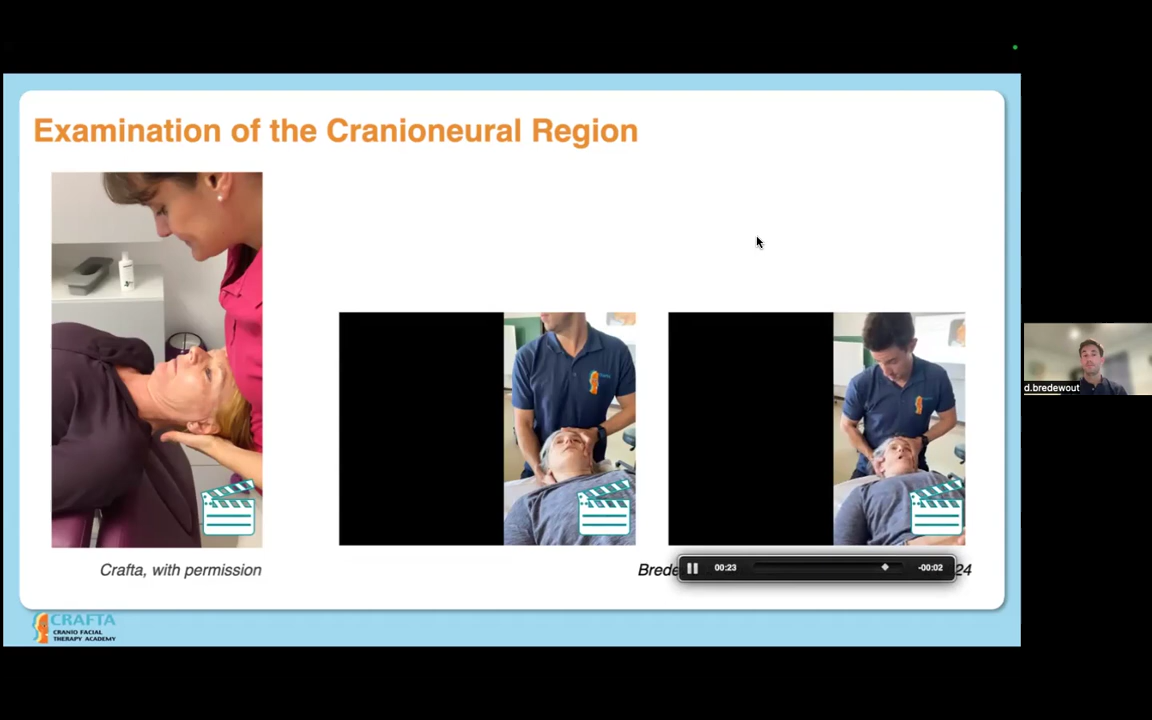 Examination of the Cranioneural Region
d.bredewout
Crafta, with permission
24
00:23
-00:02
CRAFTA
CRANIO FACIAL
THERAPY ACADEMY